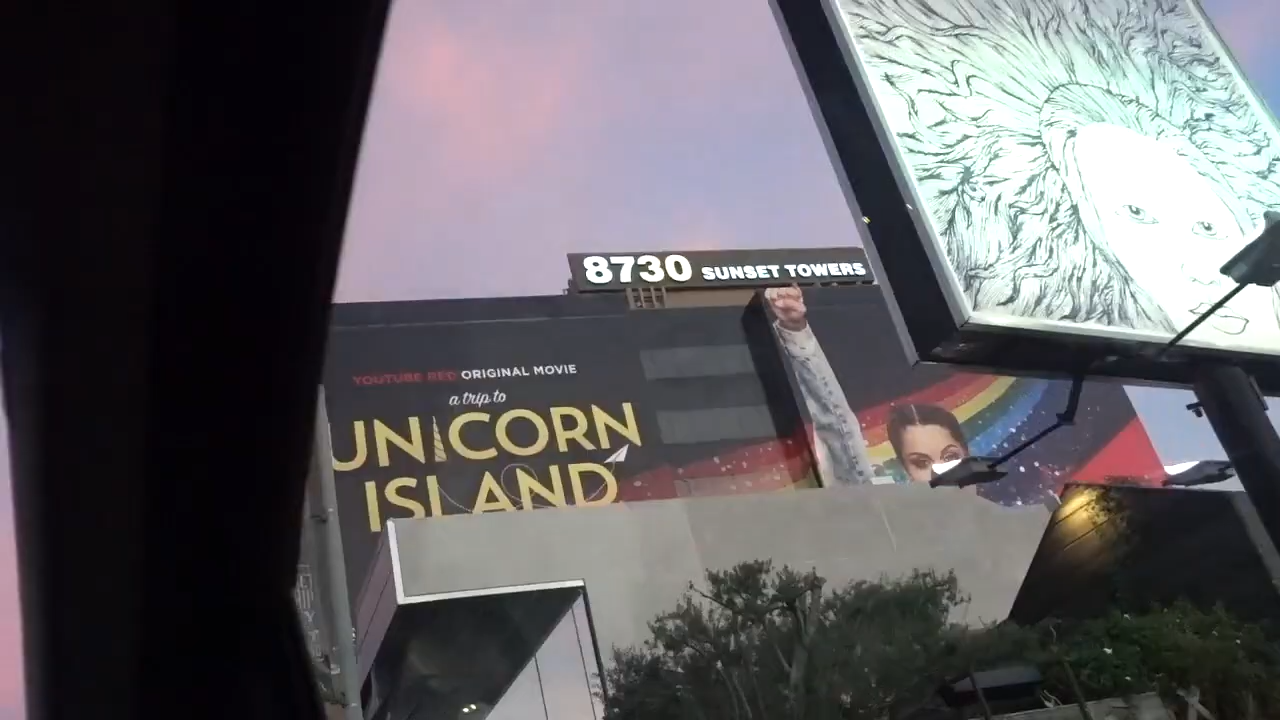 8730 SUNSET TOWERS
YOUTUBE RED ORIGINAL MOVIE
a trip to
UNICORN
ISLAND